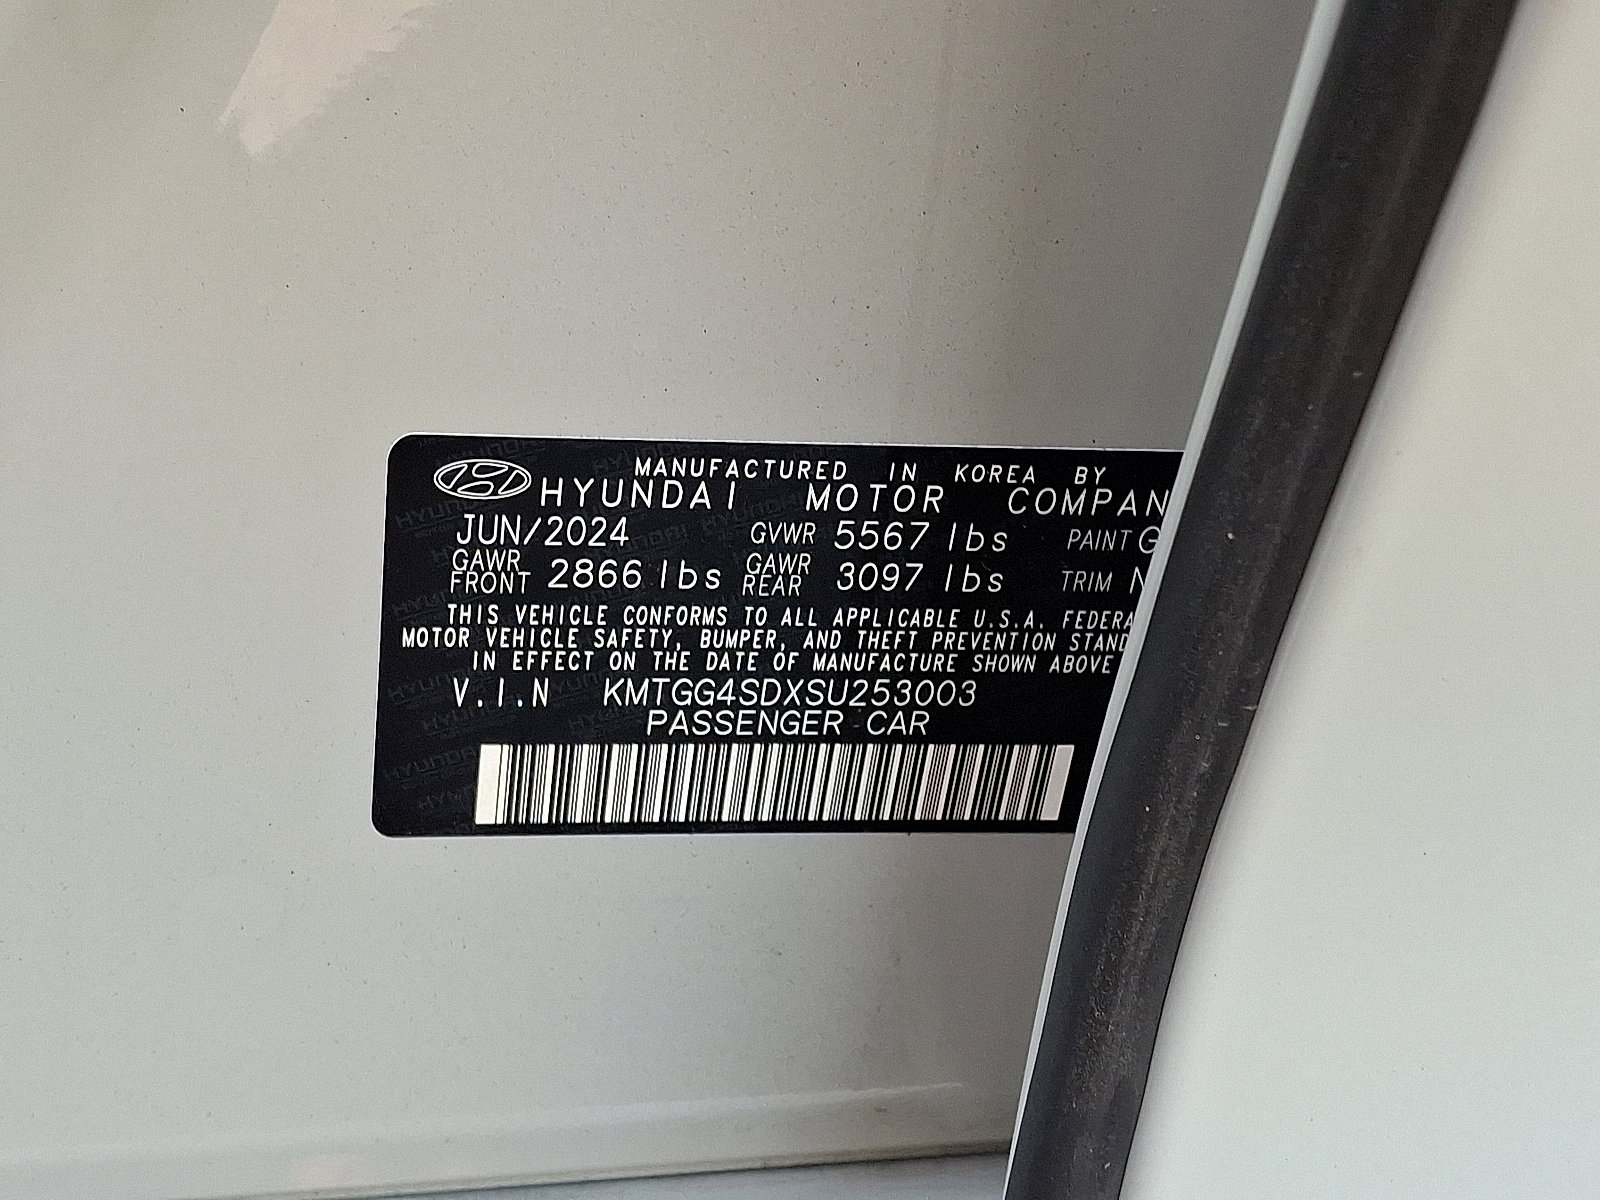 MANUFACTURED IN KOREA BY
HYUNDAI MOTOR COMPAN
JUN/2024 GVWR 5567 lbs PAINT G
GAWR FRONT 2866 lbs GAWR REAR 3097 lbs TRIM N
THIS VEHICLE CONFORMS TO ALL APPLICABLE U.S.A. FEDERA
MOTOR VEHICLE SAFETY, BUMPER, AND THEFT PREVENTION STAND
IN EFFECT ON THE DATE OF MANUFACTURE SHOWN ABOVE
V.I.N KMTGG4SDXSU253003
PASSENGER CAR